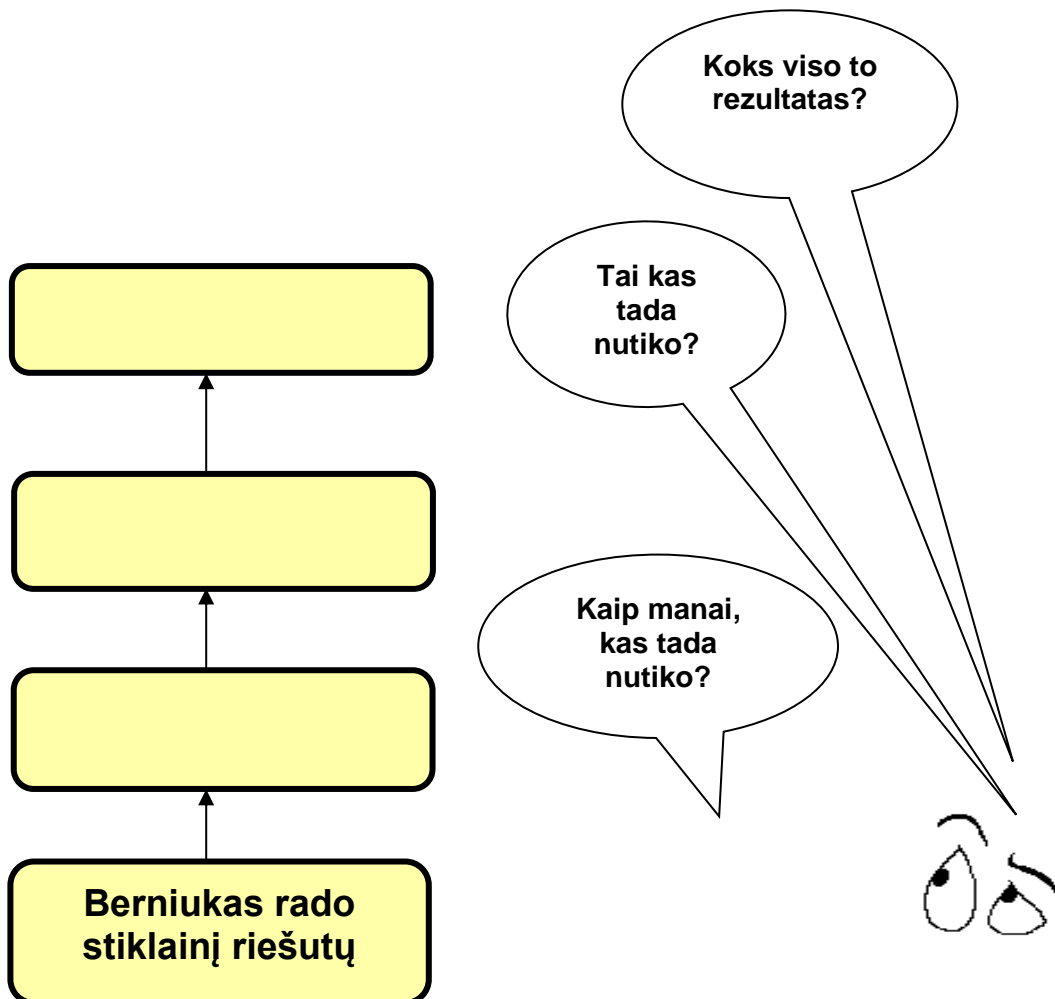 Koks viso to
rezultatas?
Tai kas
tada
nutiko?
Kaip manai,
kas tada
nutiko?
Berniukas rado
stiklainį riešutų